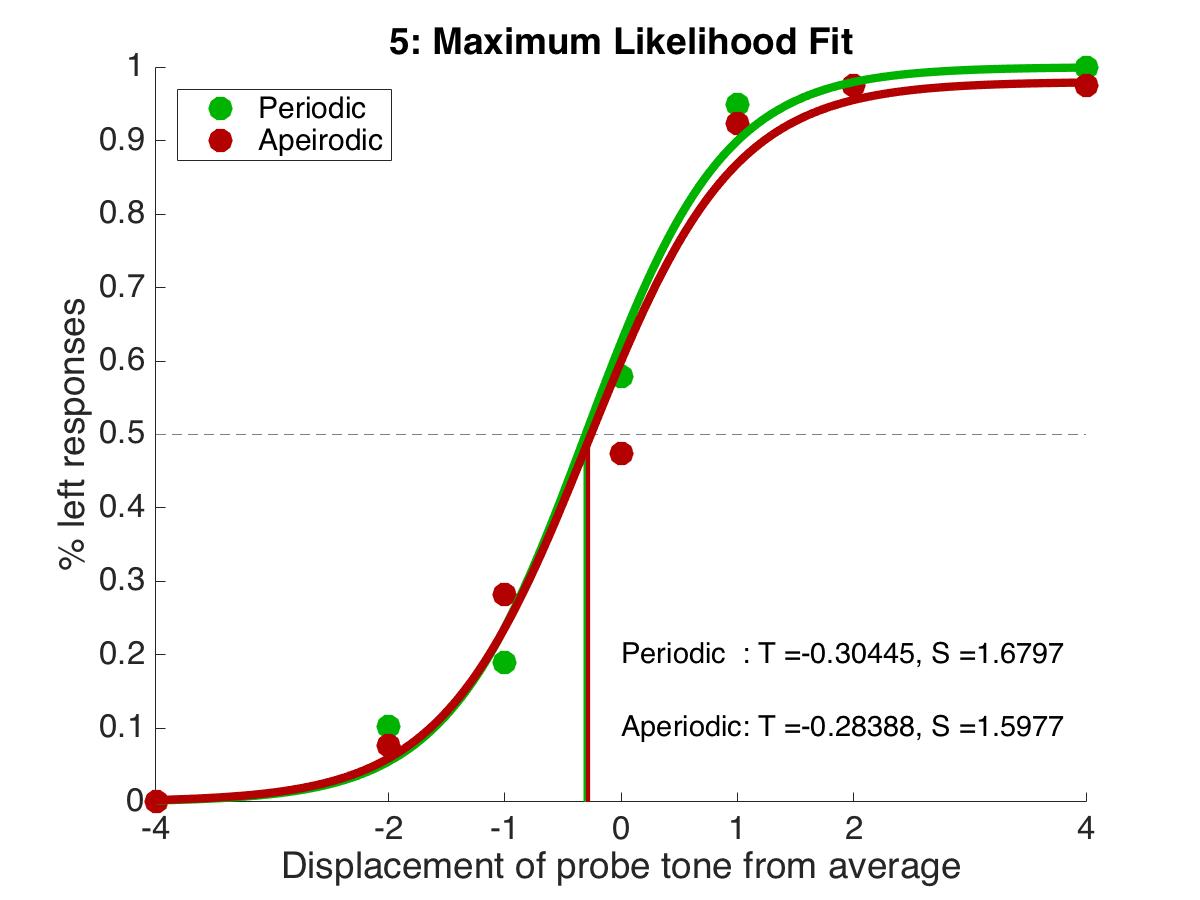 5: Maximum Likelihood Fit
1
Periodic
Apeirodic
0.9
0.8
0.7
0.6
0.5
0.4
0.3
0.2
0.1
0
% left responses
Periodic : T =-0.30445, S =1.6797
Aperiodic: T =-0.28388, S =1.5977
-4 -2 -1 0 1 2 4
Displacement of probe tone from average